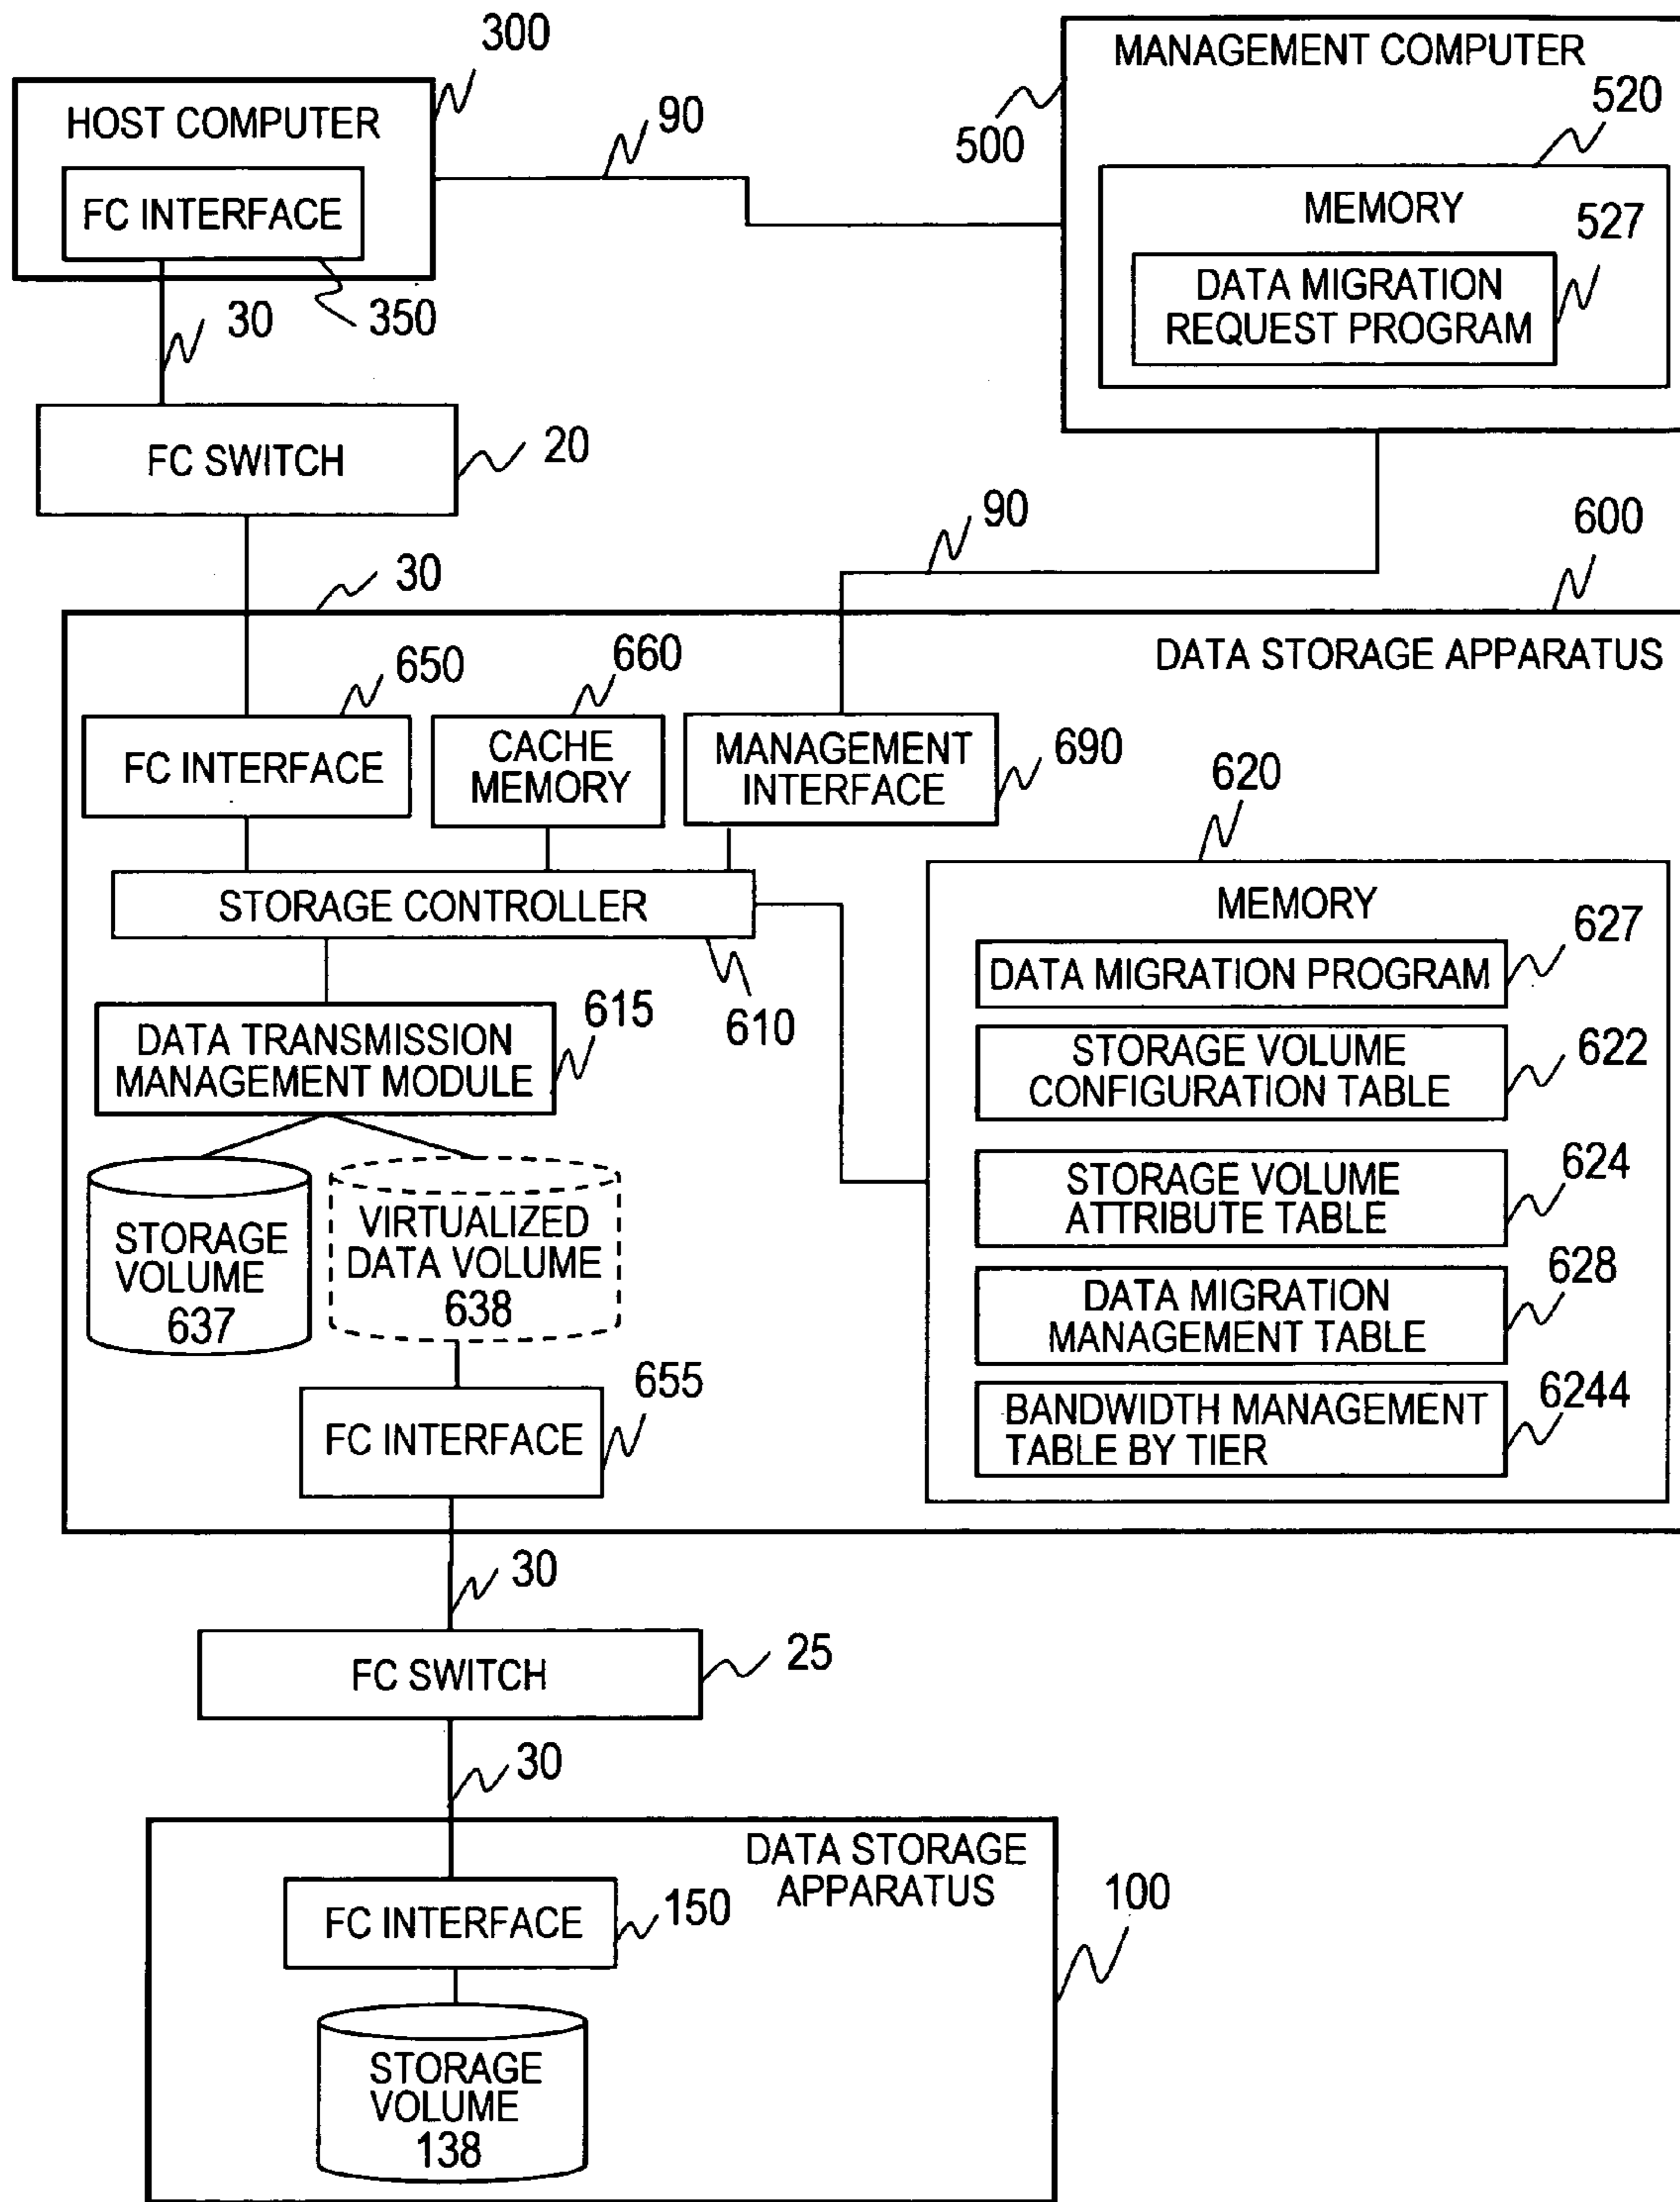 300
MANAGEMENT COMPUTER
HOST COMPUTER
90
500
520
FC INTERFACE
MEMORY
527
350
DATA MIGRATION
REQUEST PROGRAM
30
FC SWITCH
20
90
600
30
DATA STORAGE APPARATUS
650
660
FC INTERFACE
CACHE
MEMORY
MANAGEMENT
INTERFACE
690
620
STORAGE CONTROLLER
610
MEMORY
DATA MIGRATION PROGRAM
627
DATA TRANSMISSION
MANAGEMENT MODULE
615
STORAGE VOLUME
CONFIGURATION TABLE
622
STORAGE VOLUME
ATTRIBUTE TABLE
624
STORAGE
VOLUME
637
VIRTUALIZED
DATA VOLUME
638
DATA MIGRATION
MANAGEMENT TABLE
628
FC INTERFACE
655
BANDWIDTH MANAGEMENT
TABLE BY TIER
6244
30
FC SWITCH
25
30
DATA STORAGE
APPARATUS
100
FC INTERFACE
150
STORAGE
VOLUME
138